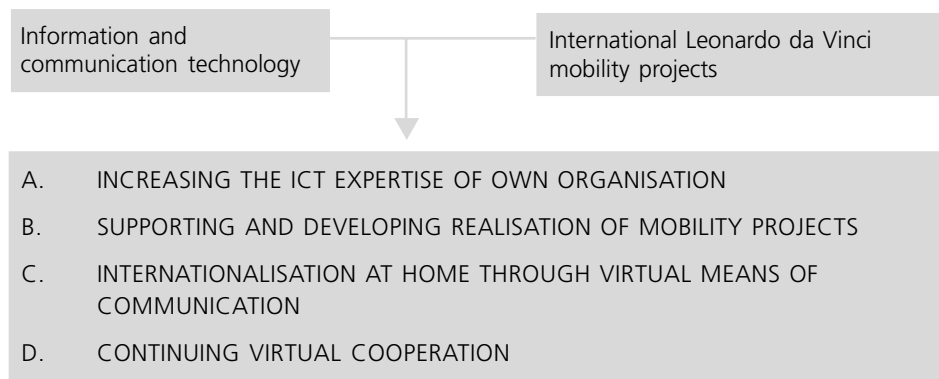 Information and
communication technology
International Leonardo da Vinci
mobility projects
A. INCREASING THE ICT EXPERTISE OF OWN ORGANISATION
B. SUPPORTING AND DEVELOPING REALISATION OF MOBILITY PROJECTS
C. INTERNATIONALISATION AT HOME THROUGH VIRTUAL MEANS OF
COMMUNICATION
D. CONTINUING VIRTUAL COOPERATION